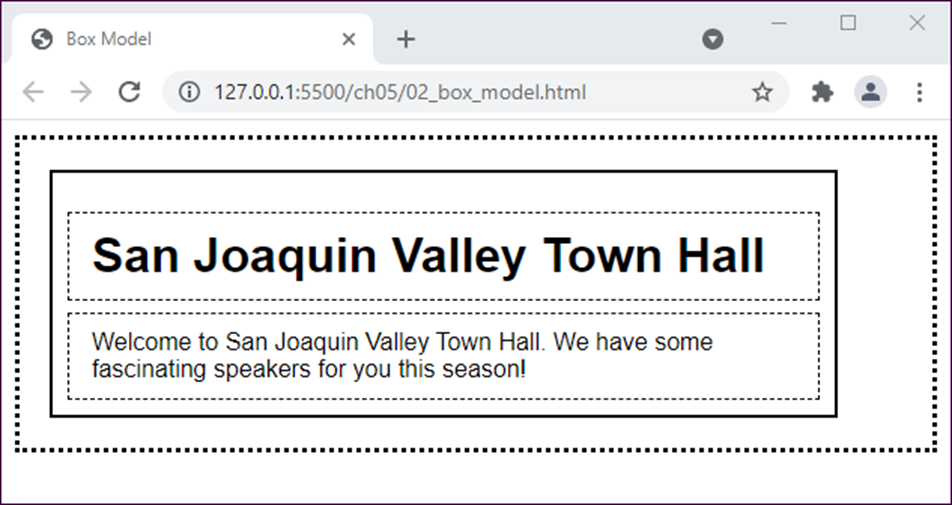 Box Model
127.0.0.1:5500/ch05/02_box_model.html
San Joaquin Valley Town Hall
Welcome to San Joaquin Valley Town Hall. We have some
fascinating speakers for you this season!